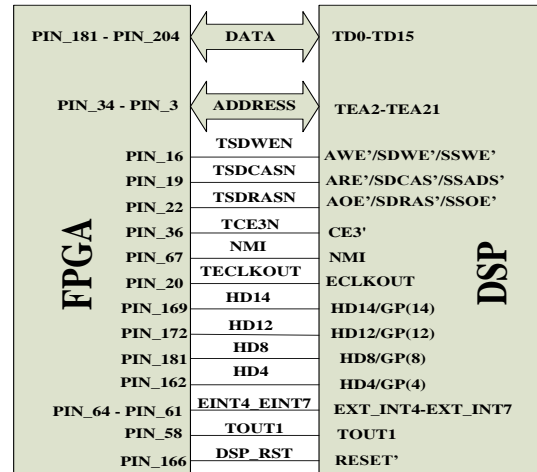 PIN_181 - PIN_204 DATA TD0-TD15
PIN_34 - PIN_3 ADDRESS TEA2-TEA21
TSDWEN
PIN_16 AWE'/SDWE'/SSWE'
TSDCASN
PIN_19 ARE'/SDCAS'/SSADS'
TSDRASN
PIN_22 AOE'/SDRAS'/SSOE'
TCE3N
PIN_36 CE3'
NMI
PIN_67 NMI
TECLKOUT
PIN_20 ECLKOUT
HD14
PIN_169 HD14/GP(14)
HD12
PIN_172 HD12/GP(12)
HD8
PIN_181 HD8/GP(8)
HD4
PIN_162 HD4/GP(4)
EINT4_EINT7
PIN_64 - PIN_61 EXT_INT4-EXT_INT7
TOUT1
PIN_58 TOUT1
DSP_RST
PIN_166 RESET'
FPGA
DSP